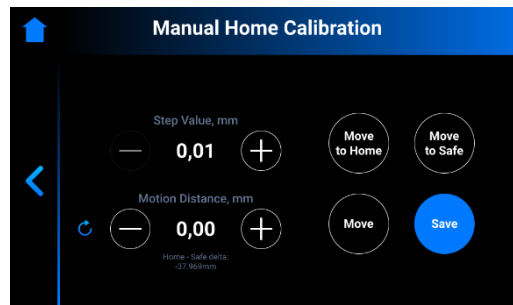 Manual Home Calibration
Step Value, mm
0,01
Move
to Home
Move
to Safe
Motion Distance, mm
0,00
Home - Safe delta:
-37.969mm
Move
Save